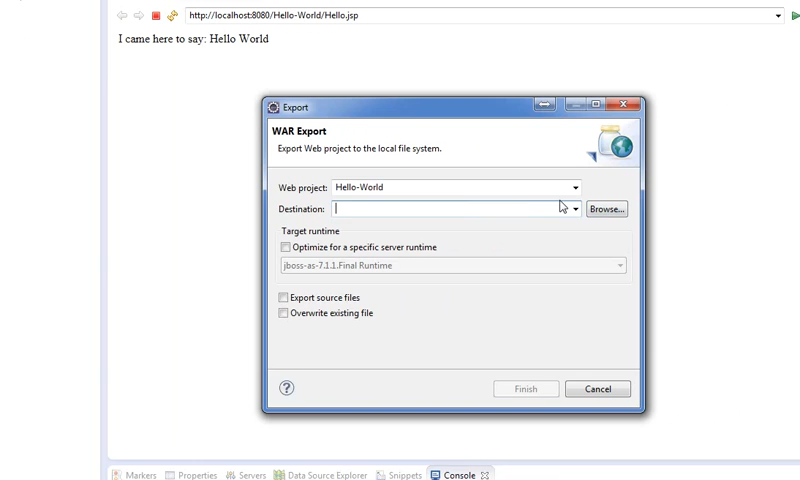 http://localhost:8080/Hello-World/Hello.jsp
I came here to say: Hello World
Export
WAR Export
Export Web project to the local file system.
Web project: Hello-World
Destination: Browse...
Target runtime
Optimize for a specific server runtime
jboss-as-7.1.1.Final Runtime
Export source files
Overwrite existing file
? Finish Cancel
Markers Properties Servers Data Source Explorer Snippets Console